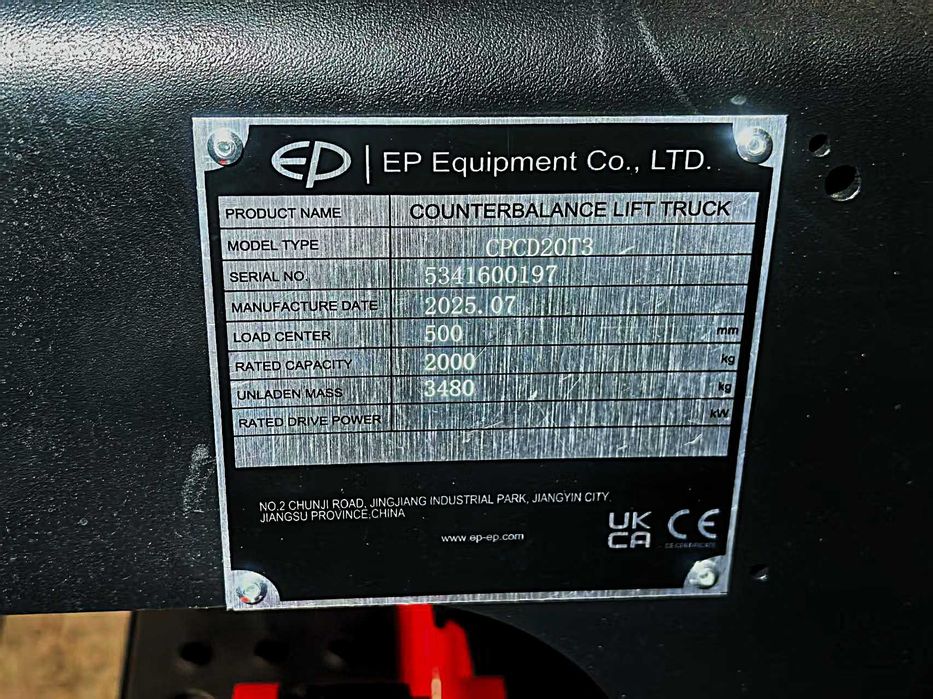 EP | EP Equipment Co., LTD.
PRODUCT NAME COUNTERBALANCE LIFT TRUCK
MODEL TYPE CPCD20T3
SERIAL NO. 5341600197
MANUFACTURE DATE 2025.07
LOAD CENTER 500 mm
RATED CAPACITY 2000 kg
UNLADEN MASS 3480 kg
RATED DRIVE POWER kW
NO.2 CHUNJI ROAD, JINGJIANG INDUSTRIAL PARK, JIANGYIN CITY,
JIANGSU PROVINCE,CHINA
www.ep-ep.com
UK
CA CE
CE CERTIFICATE